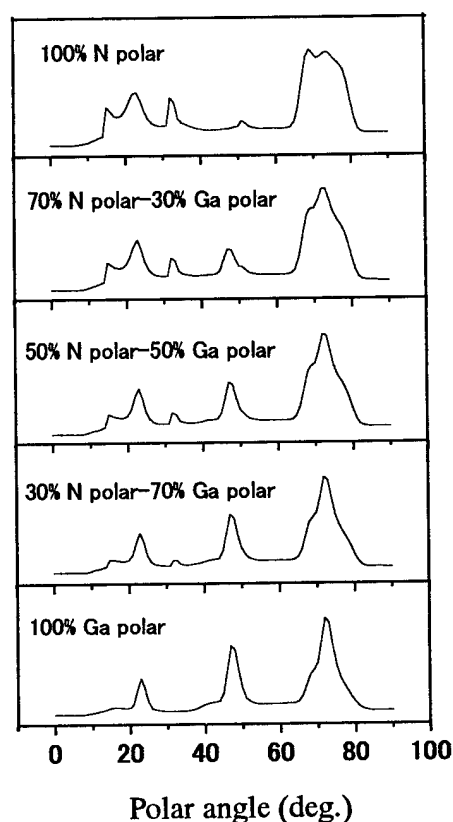 100% N polar
70% N polar-30% Ga polar
50% N polar-50% Ga polar
30% N polar-70% Ga polar
100% Ga polar
0 20 40 60 80 100
Polar angle (deg.)